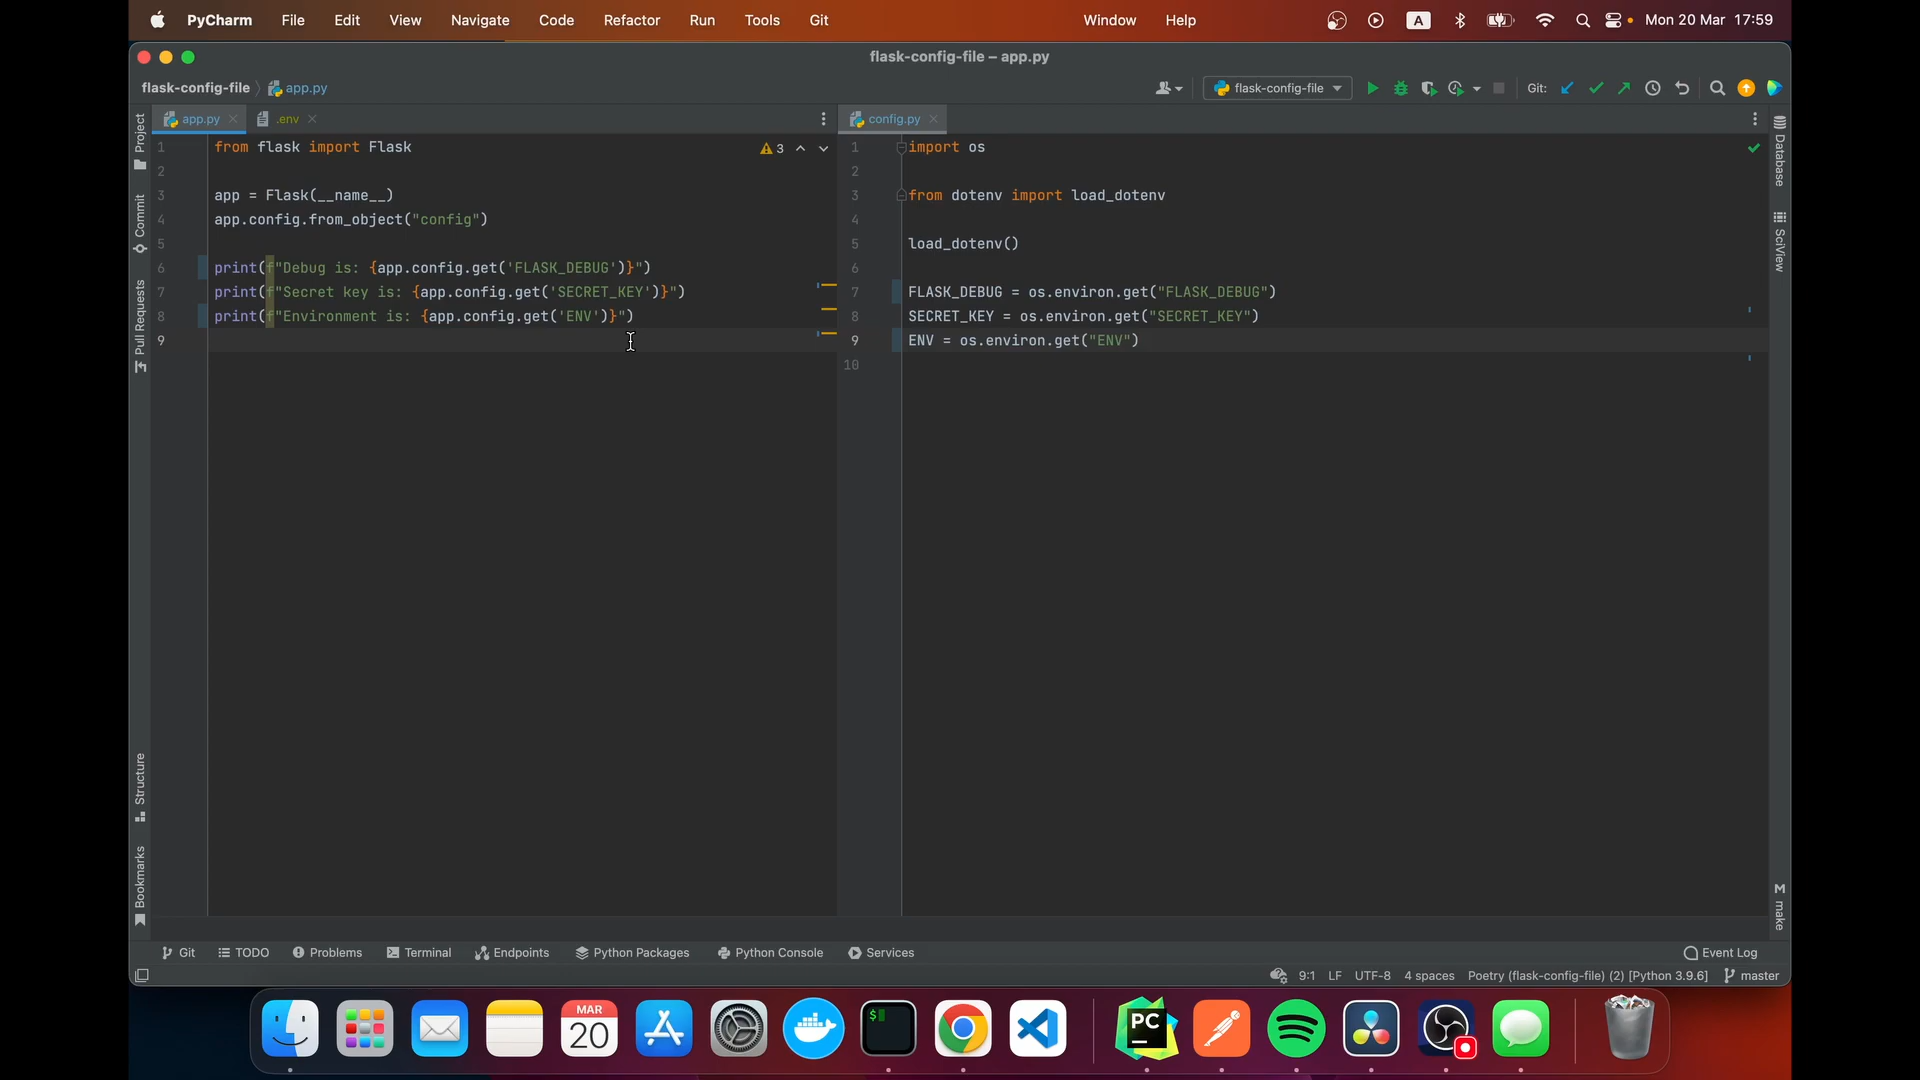 PyCharm File Edit View Navigate Code Refactor Run Tools Git Window Help A Mon 20 Mar 17:59
flask-config-file – app.py
flask-config-file app.py flask-config-file Git:
app.py .env config.py
Project
Commit
Pull Requests
Structure
Bookmarks
1 from flask import Flask 3
2
3 app = Flask(__name__)
4 app.config.from_object("config")
5
6 print(f"Debug is: {app.config.get('FLASK_DEBUG')}")
7 print(f"Secret key is: {app.config.get('SECRET_KEY')}")
8 print(f"Environment is: {app.config.get('ENV')}")
9
1 import os
2
3 from dotenv import load_dotenv
4
5 load_dotenv()
6
7 FLASK_DEBUG = os.environ.get("FLASK_DEBUG")
8 SECRET_KEY = os.environ.get("SECRET_KEY")
9 ENV = os.environ.get("ENV")
10
Database
SciView
M make
Git TODO Problems Terminal Endpoints Python Packages Python Console Services Event Log
9:1 LF UTF-8 4 spaces Poetry (flask-config-file) (2) [Python 3.9.6] master
MAR
20
$
PC